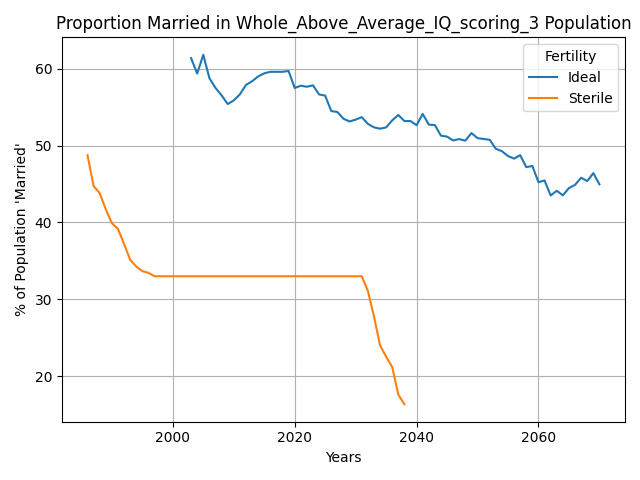 Proportion Married in Whole_Above_Average_IQ_scoring_3 Population
Fertility
Ideal
Sterile
% of Population 'Married'
60
50
40
30
20
2000
2020
2040
2060
Years